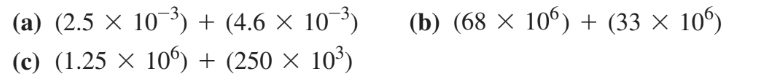 (a) (2.5 × 10⁻³) + (4.6 × 10⁻³) (b) (68 × 10⁶) + (33 × 10⁶)
(c) (1.25 × 10⁶) + (250 × 10³)